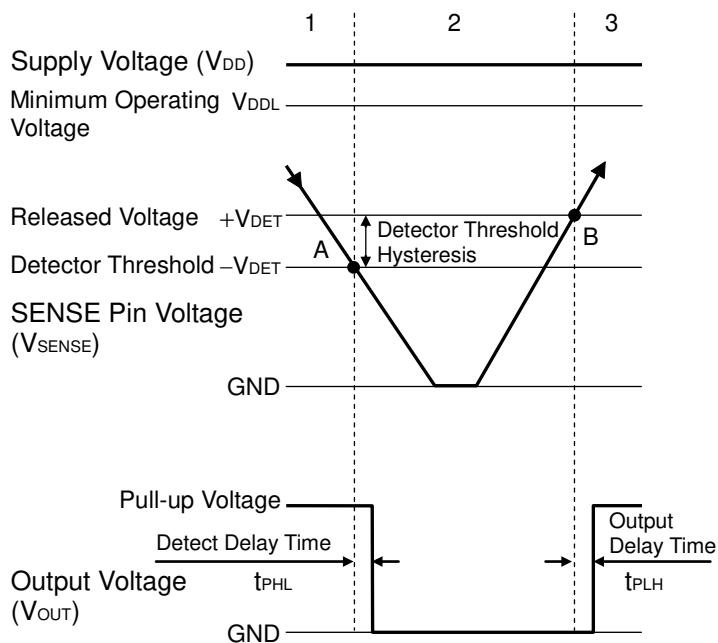 1 2 3
Supply Voltage (VDD)
Minimum Operating VDDL
Voltage
Released Voltage +VDET
Detector Threshold
Hysteresis
A
B
Detector Threshold −VDET
SENSE Pin Voltage
(VSENSE)
GND
Pull-up Voltage
Detect Delay Time
Output
Delay Time
tPHL
tPLH
Output Voltage
(VOUT)
GND